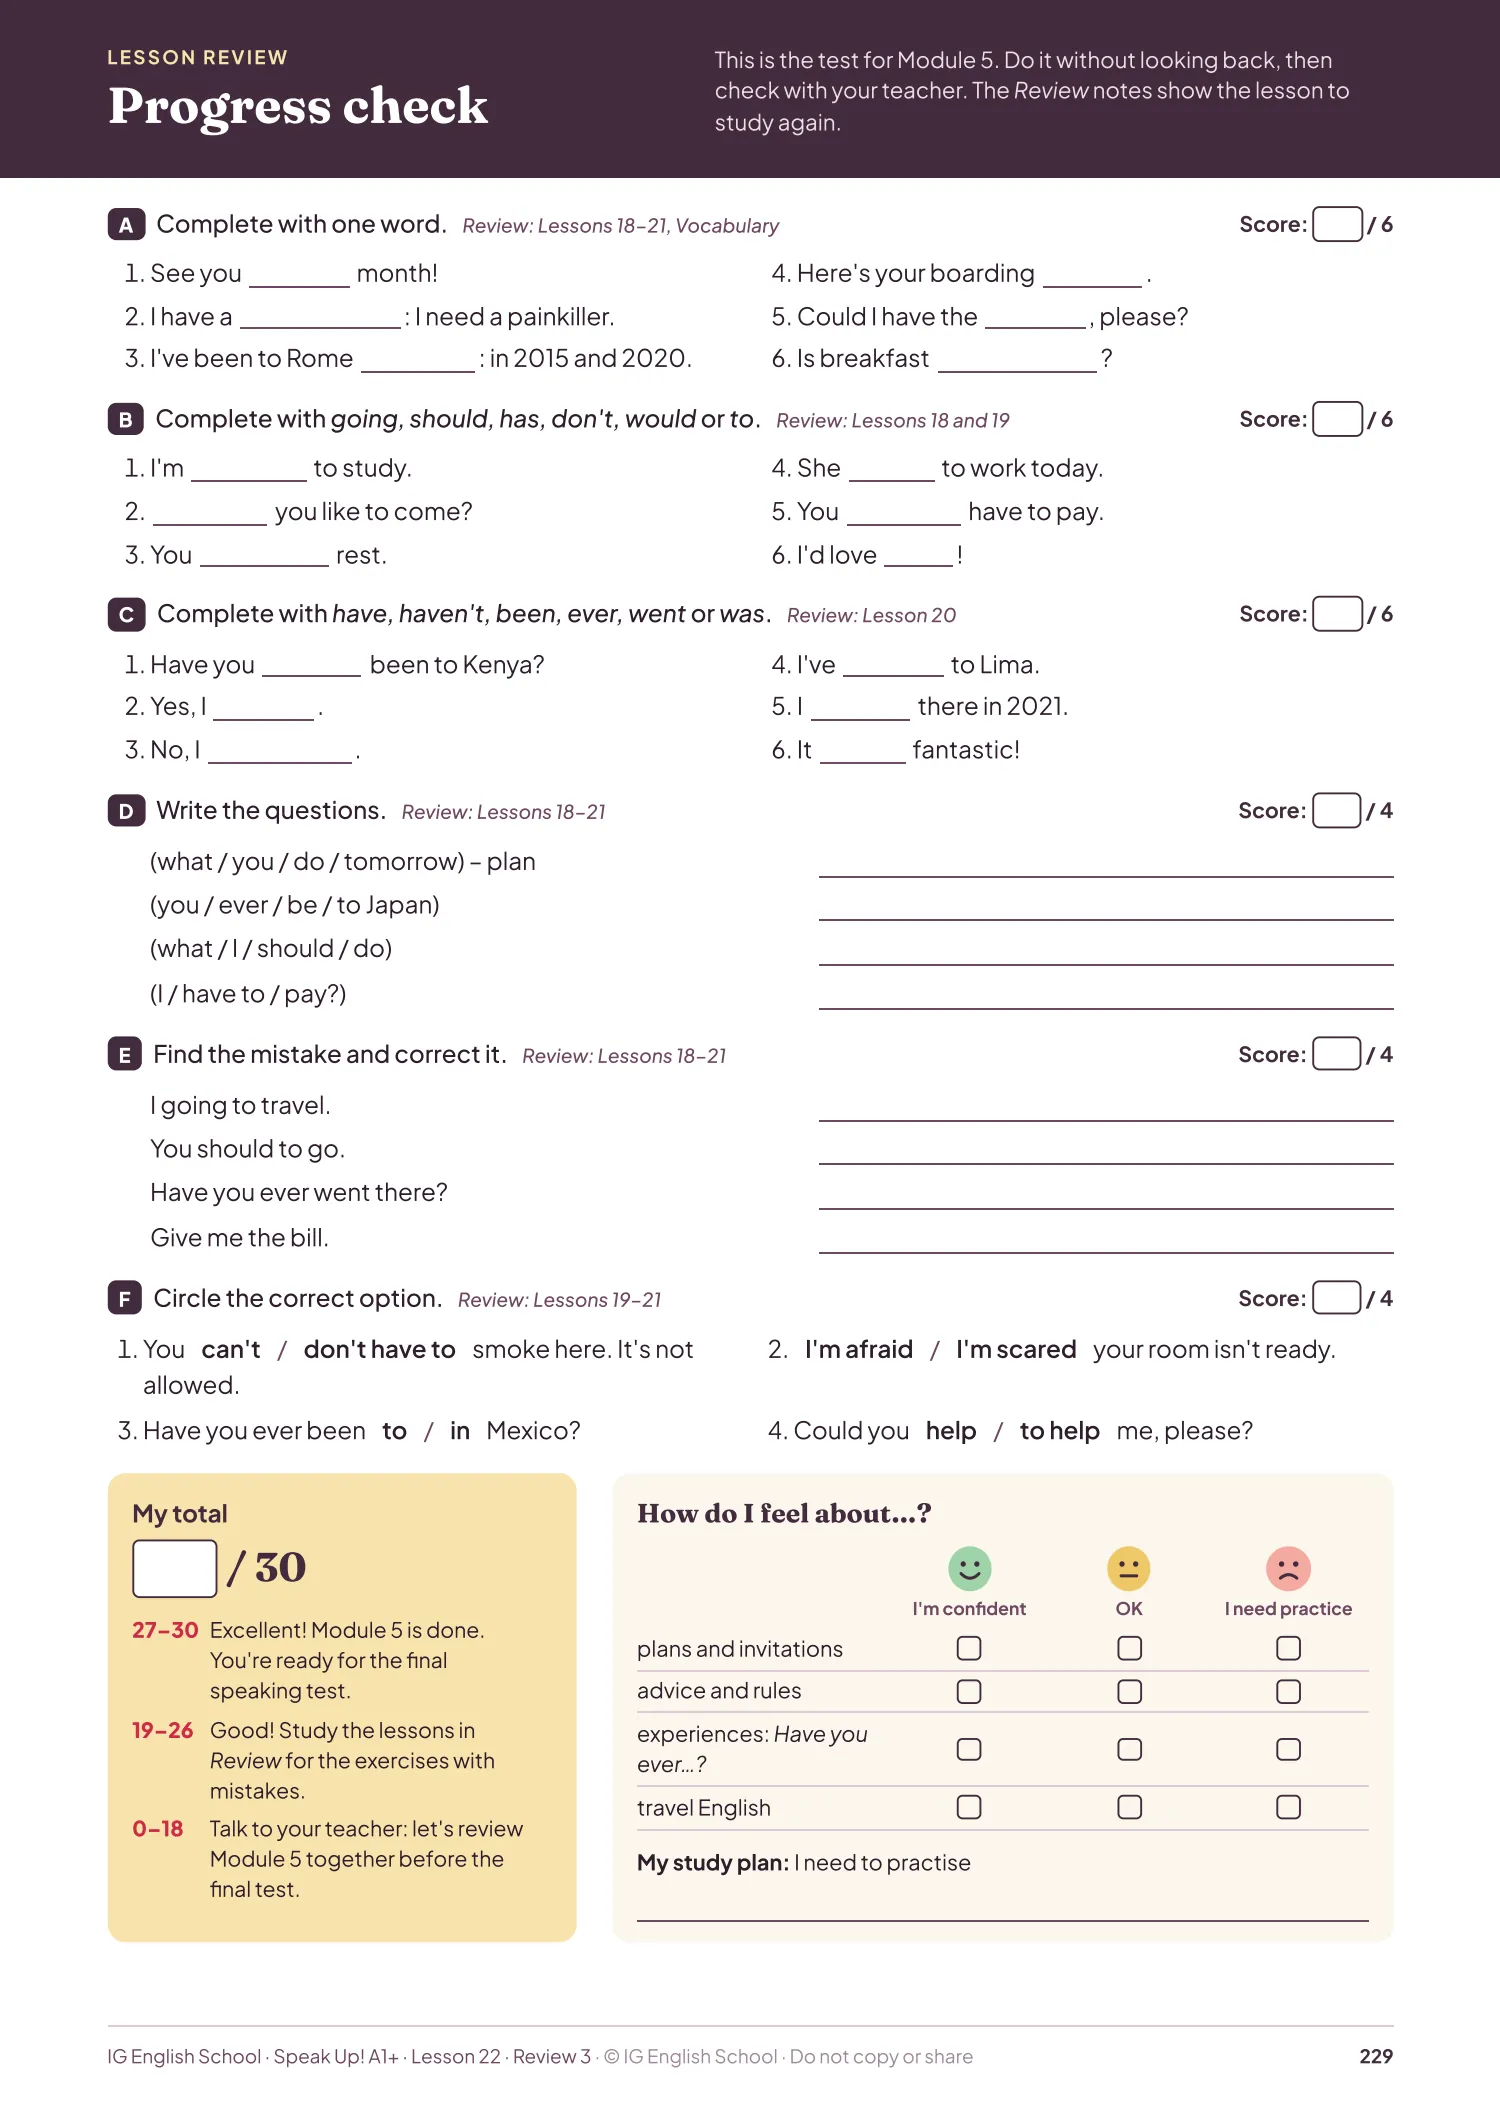 LESSON REVIEW
Progress check
This is the test for Module 5. Do it without looking back, then
check with your teacher. The Review notes show the lesson to
study again.
A Complete with one word. Review: Lessons 18–21, Vocabulary Score: / 6
1. See you ________ month!
2. I have a ________ : I need a painkiller.
3. I've been to Rome ________ : in 2015 and 2020.
4. Here's your boarding ________ .
5. Could I have the ________ , please?
6. Is breakfast ________ ?
B Complete with going, should, has, don't, would or to. Review: Lessons 18 and 19 Score: / 6
1. I'm ________ to study.
2. ________ you like to come?
3. You ________ rest.
4. She ________ to work today.
5. You ________ have to pay.
6. I'd love ________ !
C Complete with have, haven't, been, ever, went or was. Review: Lesson 20 Score: / 6
1. Have you ________ been to Kenya?
2. Yes, I ________ .
3. No, I ________ .
4. I've ________ to Lima.
5. I ________ there in 2021.
6. It ________ fantastic!
D Write the questions. Review: Lessons 18–21 Score: / 4
(what / you / do / tomorrow) – plan
(you / ever / be / to Japan)
(what / I / should / do)
(I / have to / pay?)
E Find the mistake and correct it. Review: Lessons 18–21 Score: / 4
I going to travel.
You should to go.
Have you ever went there?
Give me the bill.
F Circle the correct option. Review: Lessons 19–21 Score: / 4
1. You can't / don't have to smoke here. It's not
allowed.
2. I'm afraid / I'm scared your room isn't ready.
3. Have you ever been to / in Mexico?
4. Could you help / to help me, please?
My total
/ 30
27–30 Excellent! Module 5 is done.
You're ready for the final
speaking test.
19–26 Good! Study the lessons in
Review for the exercises with
mistakes.
0–18 Talk to your teacher: let's review
Module 5 together before the
final test.
How do I feel about...?
I'm confident OK I need practice
plans and invitations
advice and rules
experiences: Have you
ever...?
travel English
My study plan: I need to practise
IG English School · Speak Up! A1+ · Lesson 22 · Review 3 · © IG English School · Do not copy or share 229